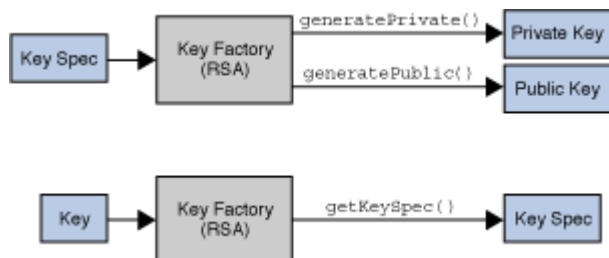 generatePrivate()
Private Key
Key Spec
Key Factory
(RSA)
generatePublic()
Public Key
Key
Key Factory
(RSA)
getKeySpec()
Key Spec